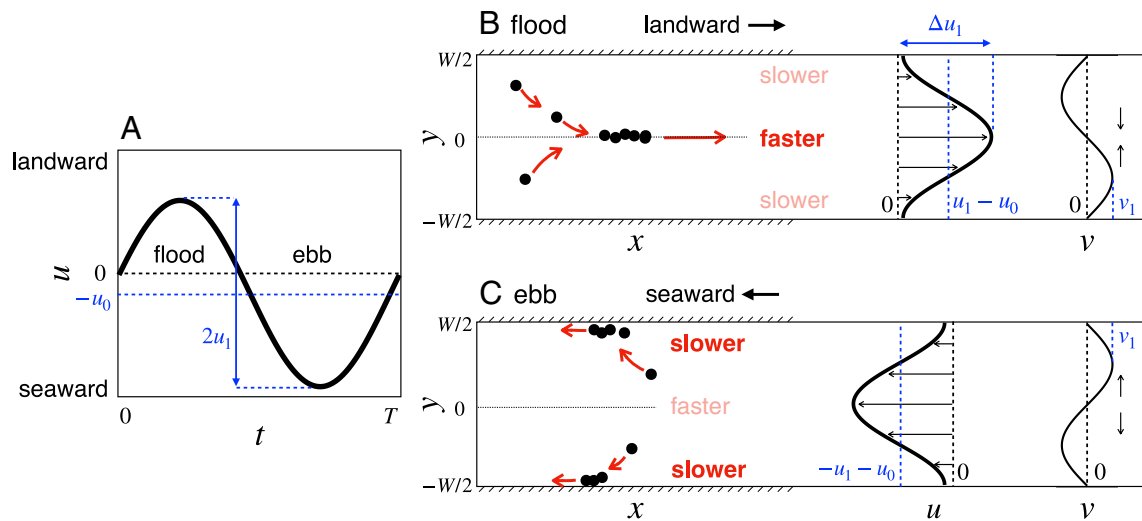 A
landward
u
0
−u₀
seaward
flood
ebb
2u₁
0
T
t
B flood
landward
W/2
y
0
−W/2
slower
faster
slower
x
Δu₁
0
u₁ − u₀
0
v₁
v
C ebb
seaward
W/2
y
0
−W/2
slower
faster
slower
x
−u₁ − u₀
0
u
v₁
0
v